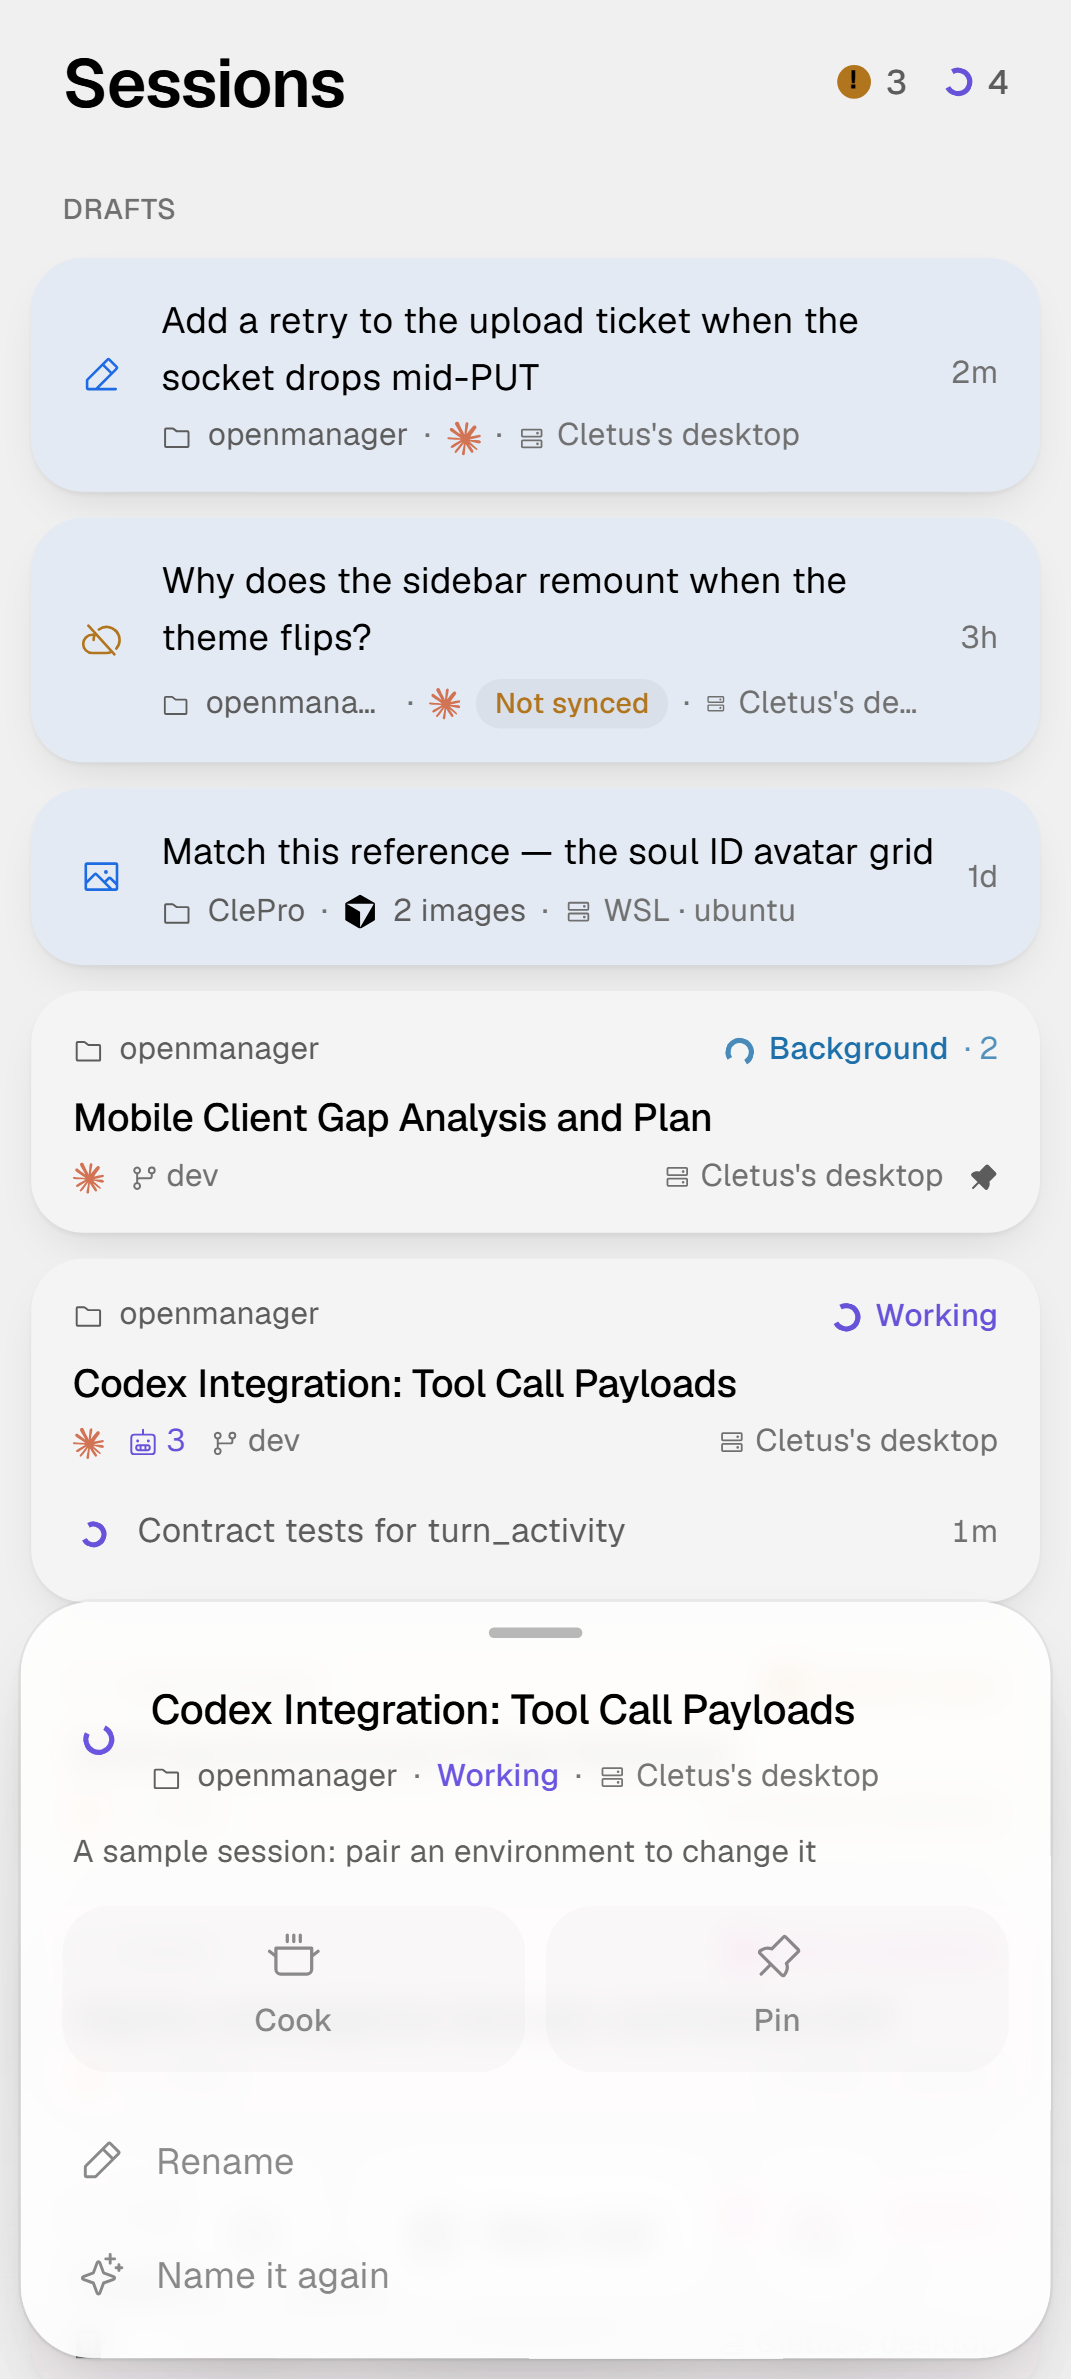 Sessions
! 3 4
DRAFTS
Add a retry to the upload ticket when the
socket drops mid-PUT
2m
openmanager · · Cletus's desktop
Why does the sidebar remount when the
theme flips?
3h
openmana... · Not synced · Cletus's de...
Match this reference — the soul ID avatar grid
1d
ClePro · 2 images · WSL · ubuntu
openmanager
Background · 2
Mobile Client Gap Analysis and Plan
dev
Cletus's desktop
openmanager
Working
Codex Integration: Tool Call Payloads
3 dev
Cletus's desktop
Contract tests for turn_activity
1m
Codex Integration: Tool Call Payloads
openmanager · Working · Cletus's desktop
A sample session: pair an environment to change it
Cook
Pin
Rename
Name it again